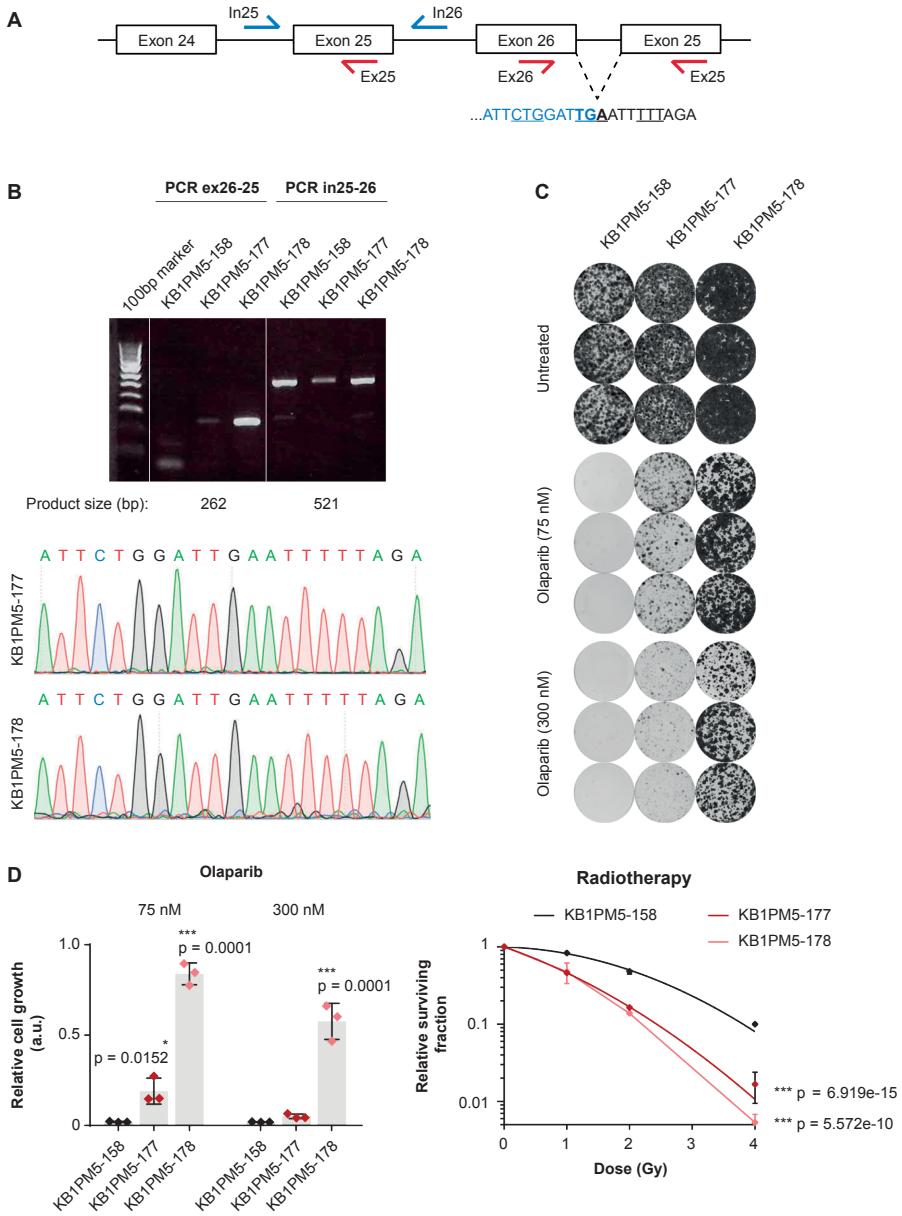 A
In25
In26
Exon 24
Exon 25
Exon 26
Exon 25
Ex25
Ex26
Ex25
...ATTCTGGATTGAATTTTTAGA
B
PCR ex26-25
PCR in25-26
100bp marker
KB1PM5-158
KB1PM5-177
KB1PM5-178
KB1PM5-158
KB1PM5-177
KB1PM5-178
Product size (bp):
262
521
KB1PM5-177
A T T C T G G A T T G A A T T T T T A G A
KB1PM5-178
A T T C T G G A T T G A A T T T T T A G A
C
KB1PM5-158
KB1PM5-177
KB1PM5-178
Untreated
Olaparib (75 nM)
Olaparib (300 nM)
D
Olaparib
75 nM
300 nM
Relative cell growth
(a.u.)
1.0
0.5
0
p = 0.0152
*
***
p = 0.0001
***
p = 0.0001
KB1PM5-158
KB1PM5-177
KB1PM5-178
KB1PM5-158
KB1PM5-177
KB1PM5-178
Radiotherapy
KB1PM5-158
KB1PM5-177
KB1PM5-178
Relative surviving
fraction
1
0.1
0.01
*** p = 6.919e-15
*** p = 5.572e-10
0
1
2
3
4
Dose (Gy)